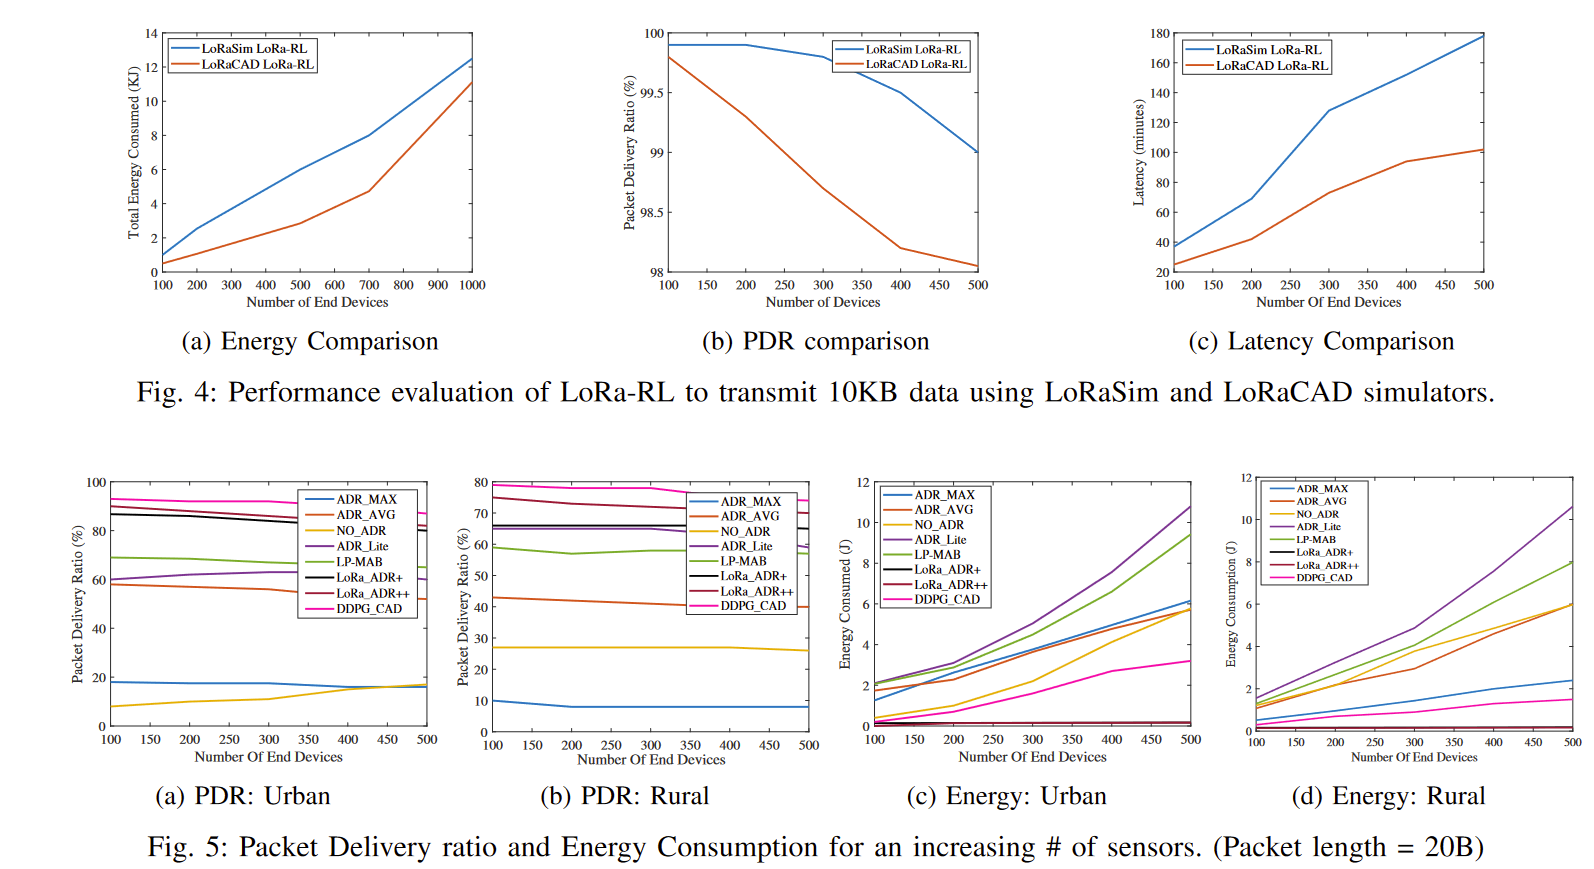 14
12
10
8
6
4
2
0
Total Energy Consumed (KJ)
LoRaSim LoRa-RL
LoRaCAD LoRa-RL
100 200 300 400 500 600 700 800 900 1000
Number of End Devices
(a) Energy Comparison
100
99.5
99
98.5
98
Packet Delivery Ratio (%)
LoRaSim LoRa-RL
LoRaCAD LoRa-RL
100 150 200 250 300 350 400 450 500
Number of Devices
(b) PDR comparison
180
160
140
120
100
80
60
40
20
Latency (minutes)
LoRaSim LoRa-RL
LoRaCAD LoRa-RL
100 150 200 250 300 350 400 450 500
Number Of End Devices
(c) Latency Comparison
Fig. 4: Performance evaluation of LoRa-RL to transmit 10KB data using LoRaSim and LoRaCAD simulators.
100
80
60
40
20
0
Packet Delivery Ratio (%)
ADR_MAX
ADR_AVG
NO_ADR
ADR_Lite
LP-MAB
LoRa_ADR+
LoRa_ADR++
DDPG_CAD
100 150 200 250 300 350 400 450 500
Number Of End Devices
(a) PDR: Urban
80
70
60
50
40
30
20
10
0
Packet Delivery Ratio (%)
ADR_MAX
ADR_AVG
NO_ADR
ADR_Lite
LP-MAB
LoRa_ADR+
LoRa_ADR++
DDPG_CAD
100 150 200 250 300 350 400 450 500
Number Of End Devices
(b) PDR: Rural
12
10
8
6
4
2
0
Energy Consumed (J)
ADR_MAX
ADR_AVG
NO_ADR
ADR_Lite
LP-MAB
LoRa_ADR+
LoRa_ADR++
DDPG_CAD
100 150 200 250 300 350 400 450 500
Number Of End Devices
(c) Energy: Urban
12
10
8
6
4
2
0
Energy Consumption (J)
ADR_MAX
ADR_AVG
NO_ADR
ADR_Lite
LP-MAB
LoRa_ADR+
LoRa_ADR++
DDPG_CAD
100 150 200 250 300 350 400 450 500
Number Of End Devices
(d) Energy: Rural
Fig. 5: Packet Delivery ratio and Energy Consumption for an increasing # of sensors. (Packet length = 20B)